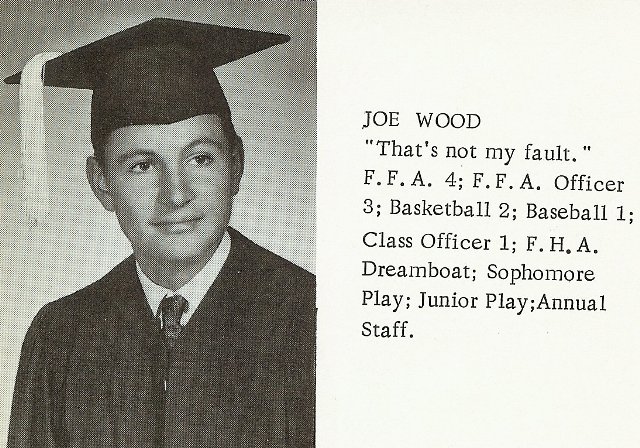 JOE WOOD
"That's not my fault."
F.F.A. 4; F.F.A. Officer
3; Basketball 2; Baseball 1;
Class Officer 1; F.H.A.
Dreamboat; Sophomore
Play; Junior Play;Annual
Staff.